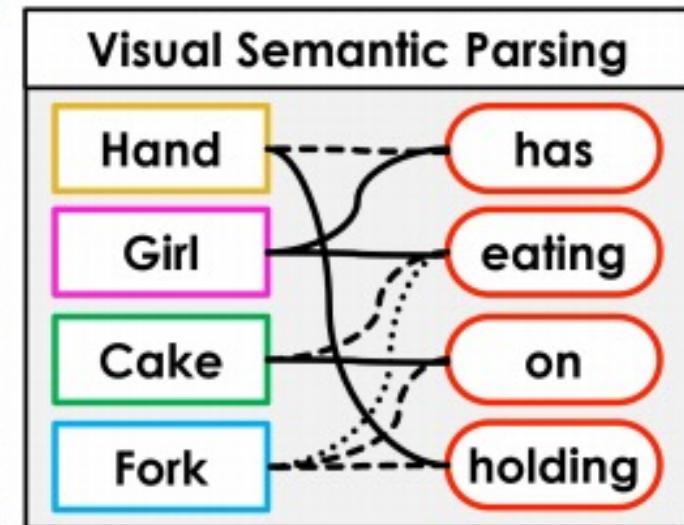 Visual Semantic Parsing
Hand
has
Girl
eating
Cake
on
Fork
holding